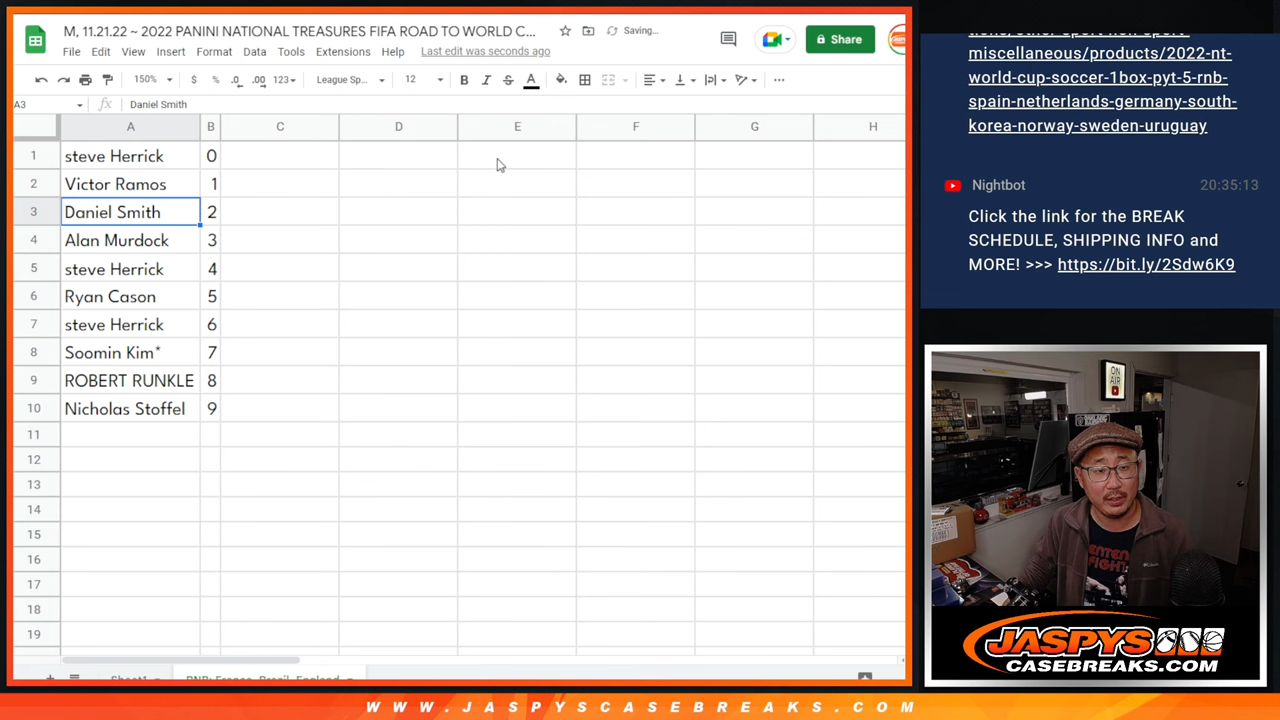 M, 11.21.22 ~ 2022 PANINI NATIONAL TREASURES FIFA ROAD TO WORLD C...
Saving...
Share
File Edit View Insert Format Data Tools Extensions Help Last edit was seconds ago
150% $ % .0 .00 123 League Sp... 12 B I S A
A3 fx Daniel Smith
A B C D E F G H
1 steve Herrick 0
2 Victor Ramos 1
3 Daniel Smith 2
4 Alan Murdock 3
5 steve Herrick 4
6 Ryan Cason 5
7 steve Herrick 6
8 Soomin Kim* 7
9 ROBERT RUNKLE 8
10 Nicholas Stoffel 9
11
12
13
14
15
16
17
18
19
miscellaneous/products/2022-nt-
world-cup-soccer-1box-pyt-5-rnb-
spain-netherlands-germany-south-
korea-norway-sweden-uruguay
Nightbot 20:35:13
Click the link for the BREAK
SCHEDULE, SHIPPING INFO and
MORE! >>> https://bit.ly/2Sdw6K9
ON
AIR
JASPYS
CASEBREAKS.COM
WWW.JASPYSCASEBREAKS.COM